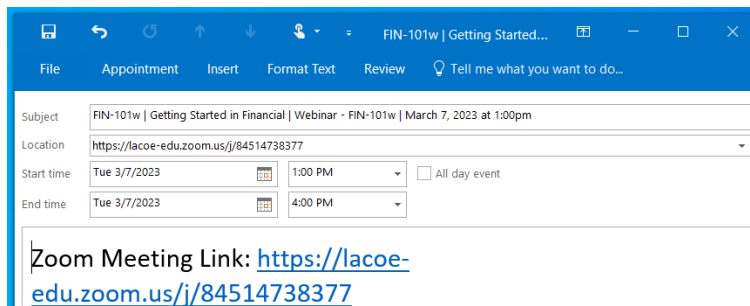 FIN-101w | Getting Started...
File Appointment Insert Format Text Review Tell me what you want to do...
Subject FIN-101w | Getting Started in Financial | Webinar - FIN-101w | March 7, 2023 at 1:00pm
Location https://lacoe-edu.zoom.us/j/84514738377
Start time Tue 3/7/2023 1:00 PM All day event
End time Tue 3/7/2023 4:00 PM
Zoom Meeting Link: https://lacoe-
edu.zoom.us/j/84514738377